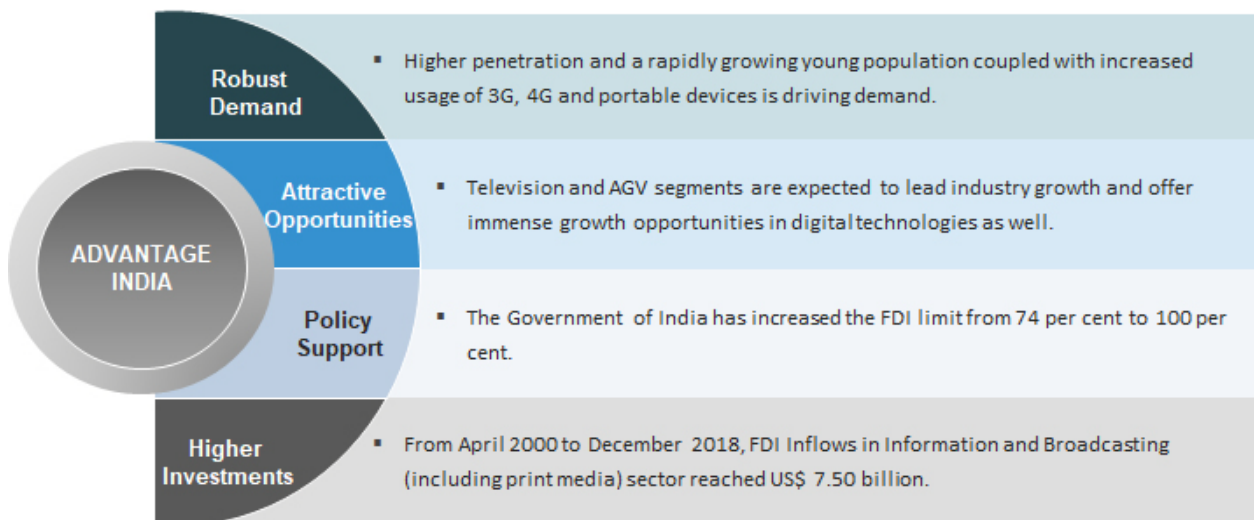 Robust
Demand
▪ Higher penetration and a rapidly growing young population coupled with increased
usage of 3G, 4G and portable devices is driving demand.
Attractive
Opportunities
▪ Television and AGV segments are expected to lead industry growth and offer
immense growth opportunities in digital technologies as well.
ADVANTAGE
INDIA
Policy
Support
▪ The Government of India has increased the FDI limit from 74 per cent to 100 per
cent.
Higher
Investments
▪ From April 2000 to December 2018, FDI Inflows in Information and Broadcasting
(including print media) sector reached US$ 7.50 billion.